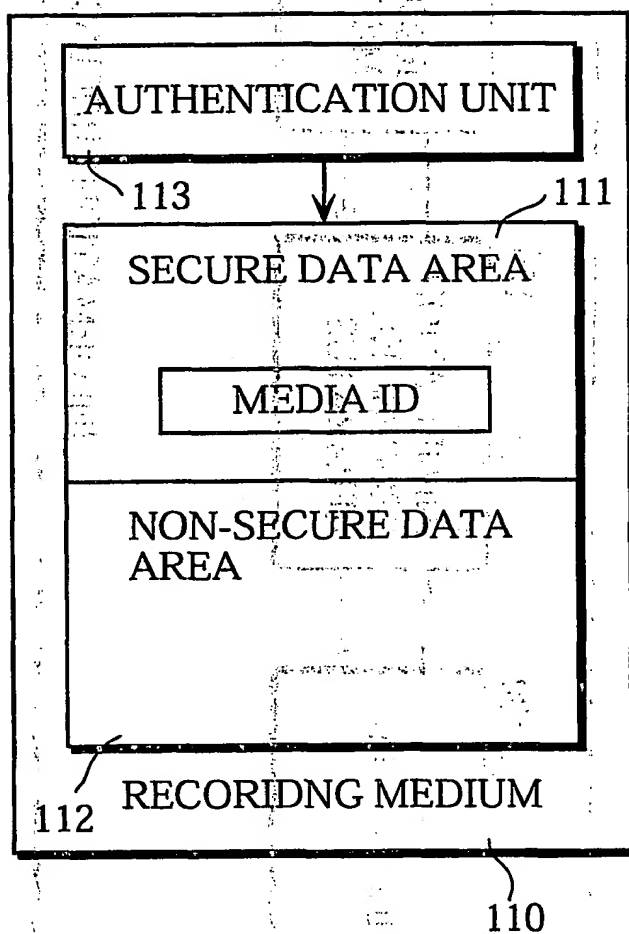 AUTHENTICATION UNIT
113
111
SECURE DATA AREA
MEDIA ID
NON-SECURE DATA
AREA
112
RECORIDNG MEDIUM
110